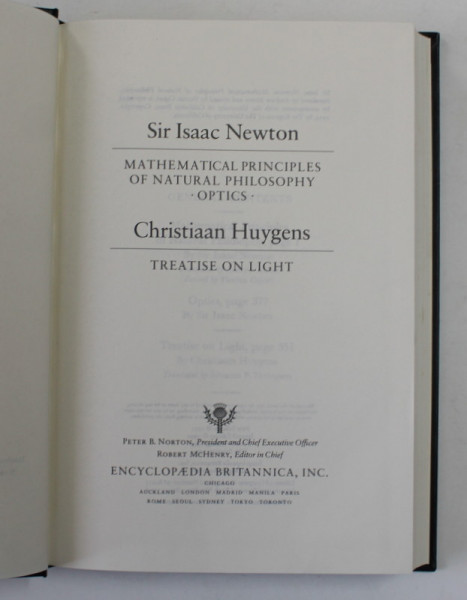 Sir Isaac Newton
MATHEMATICAL PRINCIPLES
OF NATURAL PHILOSOPHY
·OPTICS·
Christiaan Huygens
TREATISE ON LIGHT
PETER B. NORTON, President and Chief Executive Officer
ROBERT MCHENRY, Editor in Chief
ENCYCLOPÆDIA BRITANNICA, INC.
CHICAGO
AUCKLAND·LONDON·MADRID·MANILA·PARIS
ROME·SEOUL·SYDNEY·TOKYO·TORONTO